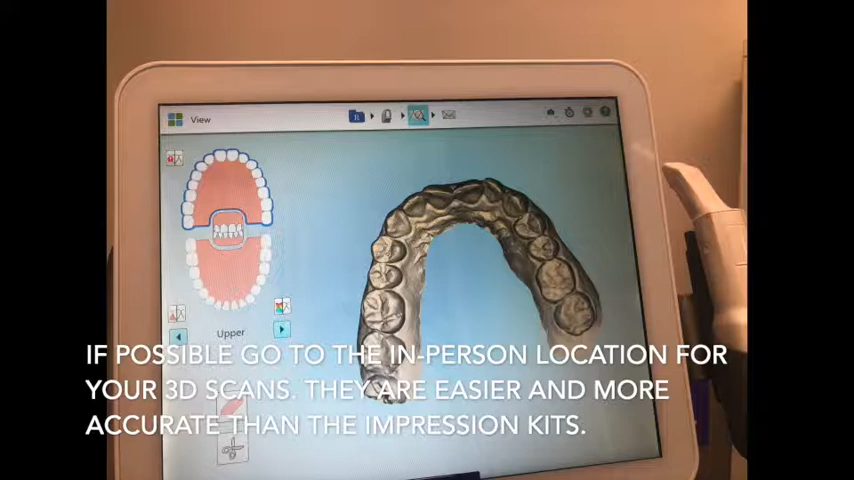 View
Upper
IF POSSIBLE GO TO THE IN-PERSON LOCATION FOR
YOUR 3D SCANS. THEY ARE EASIER AND MORE
ACCURATE THAN THE IMPRESSION KITS.